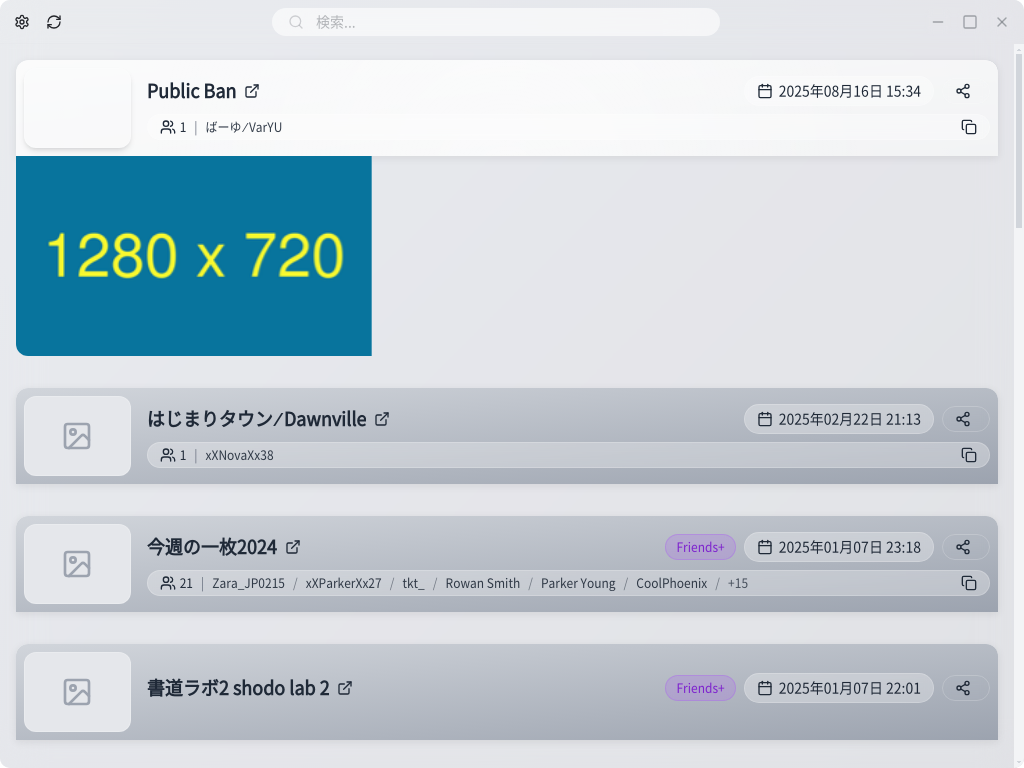 検索...
Public Ban
2025年08月16日 15:34
1 | ばーゆ⁄VarYU
1280 x 720
はじまりタウン⁄Dawnville
2025年02月22日 21:13
1 | xXNovaXx38
今週の一枚2024
Friends+
2025年01月07日 23:18
21 | Zara_JP0215 / xXParkerXx27 / tkt_ / Rowan Smith / Parker Young / CoolPhoenix / +15
書道ラボ2 shodo lab 2
Friends+
2025年01月07日 22:01